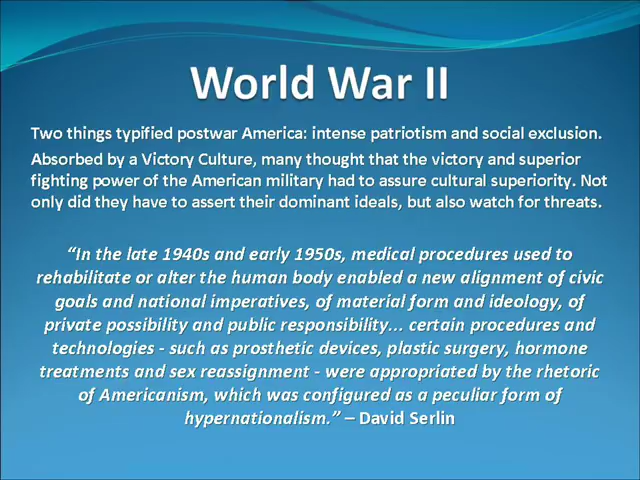 World War II
Two things typified postwar America: intense patriotism and social exclusion.
Absorbed by a Victory Culture, many thought that the victory and superior
fighting power of the American military had to assure cultural superiority. Not
only did they have to assert their dominant ideals, but also watch for threats.
“In the late 1940s and early 1950s, medical procedures used to
rehabilitate or alter the human body enabled a new alignment of civic
goals and national imperatives, of material form and ideology, of
private possibility and public responsibility... certain procedures and
technologies - such as prosthetic devices, plastic surgery, hormone
treatments and sex reassignment - were appropriated by the rhetoric
of Americanism, which was configured as a peculiar form of
hypernationalism.” – David Serlin